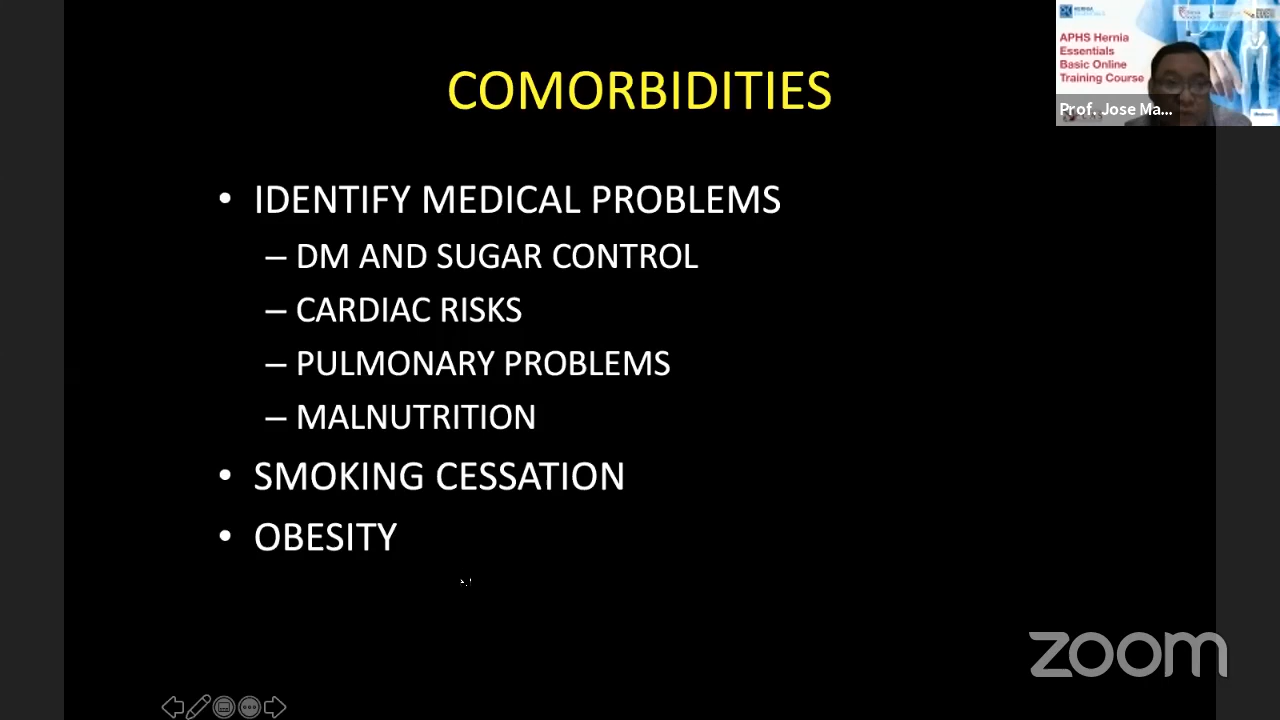 COMORBIDITIES
• IDENTIFY MEDICAL PROBLEMS
– DM AND SUGAR CONTROL
– CARDIAC RISKS
– PULMONARY PROBLEMS
– MALNUTRITION
• SMOKING CESSATION
• OBESITY
APHS Hernia
Essentials
Basic Online
Training Course
Prof. Jose Ma...
zoom